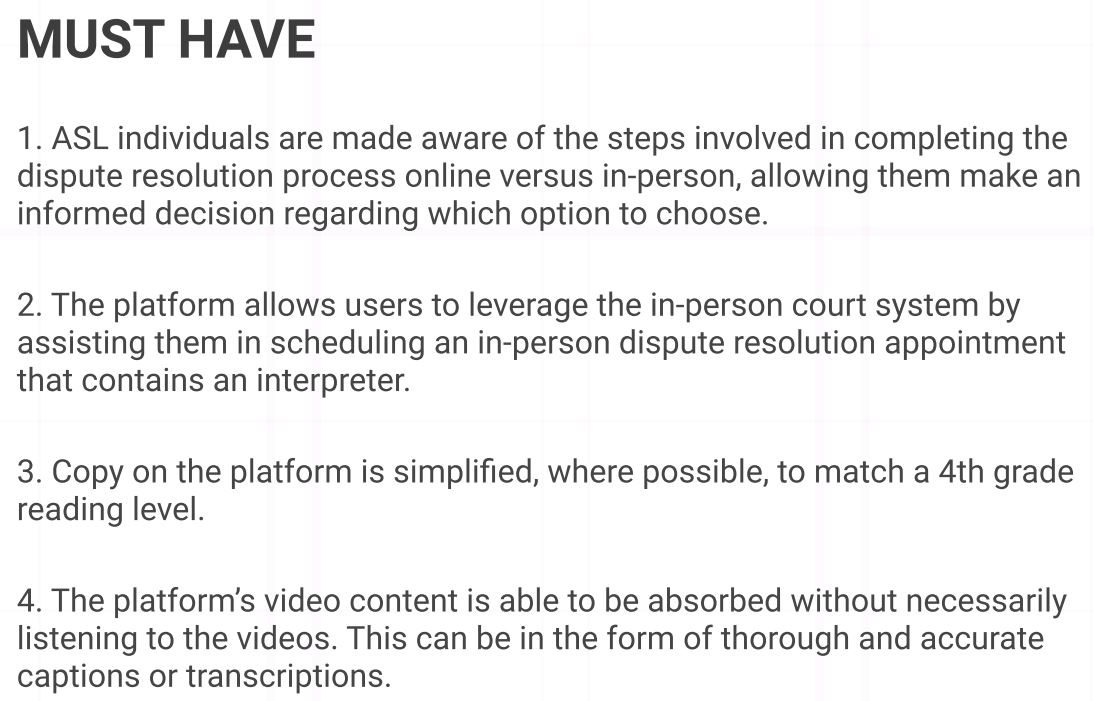 MUST HAVE
1. ASL individuals are made aware of the steps involved in completing the
dispute resolution process online versus in-person, allowing them make an
informed decision regarding which option to choose.
2. The platform allows users to leverage the in-person court system by
assisting them in scheduling an in-person dispute resolution appointment
that contains an interpreter.
3. Copy on the platform is simplified, where possible, to match a 4th grade
reading level.
4. The platform’s video content is able to be absorbed without necessarily
listening to the videos. This can be in the form of thorough and accurate
captions or transcriptions.